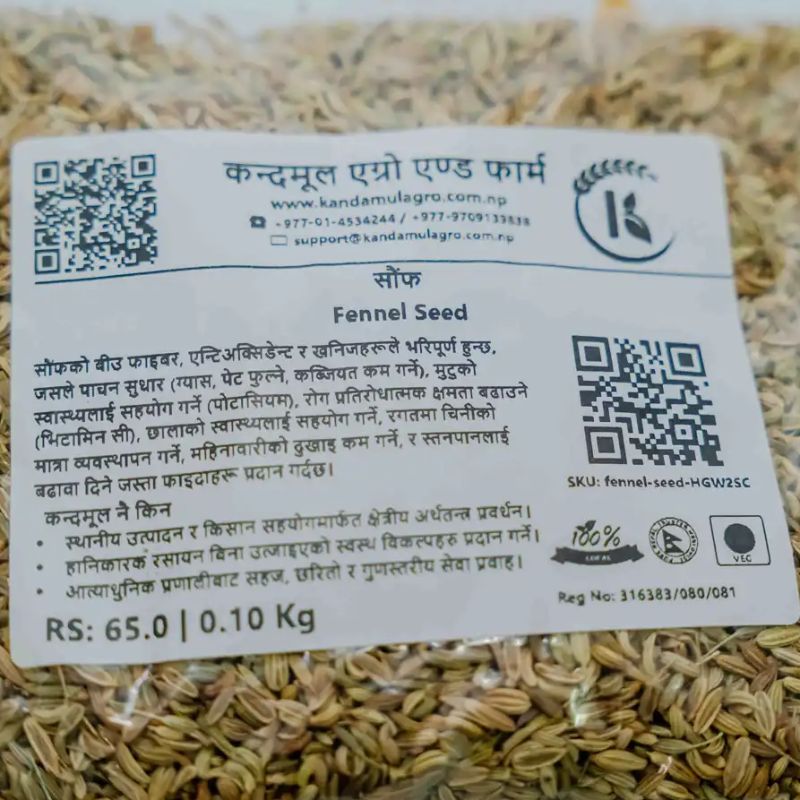 कन्दमूल एग्रो एण्ड फार्म
www.kandamulagro.com.np
+977-01-4534244 / +977-9709133838
support@kandamulagro.com.np
सौंफ
Fennel Seed
सौंफको बीउ फाइबर, एन्टिअक्सिडेन्ट र खनिजहरूले भरिपूर्ण हुन्छ,
जसले पाचन सुधार (ग्यास, पेट फुल्ने, कब्जियत कम गर्ने), मुटुको
स्वास्थ्यलाई सहयोग गर्ने (पोटासियम), रोग प्रतिरोधात्मक क्षमता बढाउने
(भिटामिन सी), छालाको स्वास्थ्यलाई सहयोग गर्ने, रगतमा चिनीको
मात्रा व्यवस्थापन गर्ने, महिनावारीको दुखाइ कम गर्ने, र स्तनपानलाई
बढावा दिने जस्ता फाइदाहरू प्रदान गर्दछ।
कन्दमूल नै किन
• स्थानीय उत्पादन र किसान सहयोगमार्फत क्षेत्रीय अर्थतन्त्र प्रवर्धन।
• हानिकारक रसायन विना उब्जाइएको स्वस्थ विकल्पहरू प्रदान गर्ने।
• आत्याधुनिक प्रणालीबाट सहज, छरितो र गुणस्तरीय सेवा प्रवाह।
RS: 65.0 | 0.10 Kg
SKU: fennel-seed-HGW2SC
100%
LOCAL
VEG
Reg No: 316383/080/081